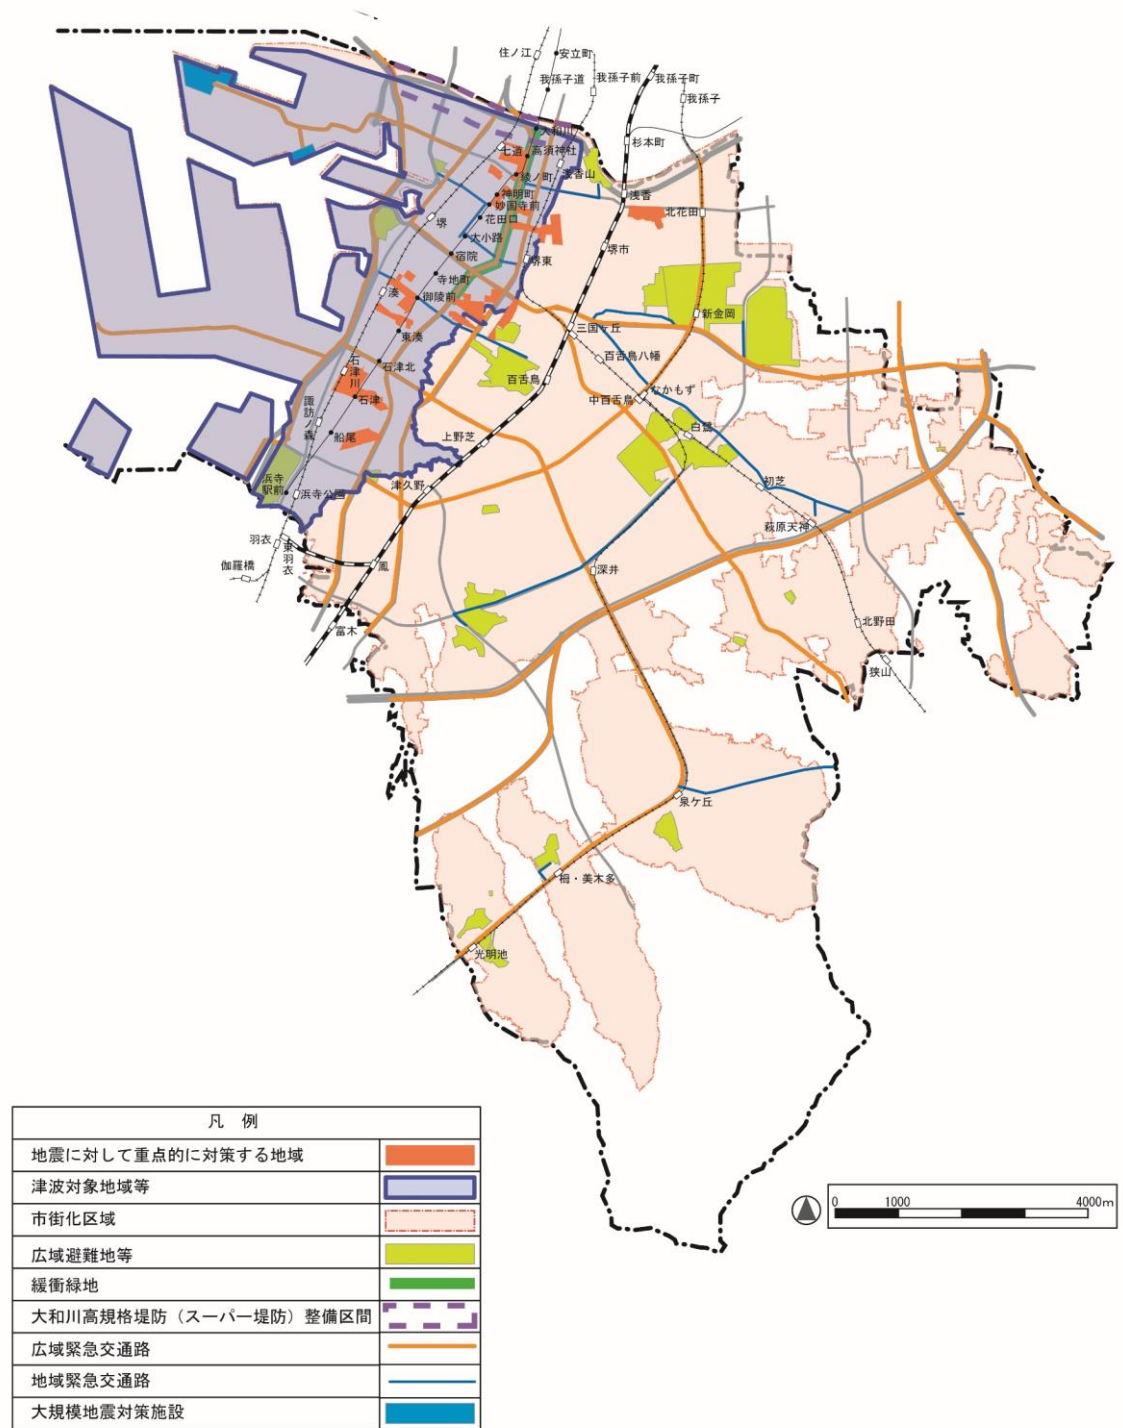 住ノ江
安立町
我孫子道
我孫子前
我孫子町
我孫子
大和川
杉本町
七道
高須神社
浅香山
綾ノ町
神明町
浅香
妙国寺前
北花田
花田口
堺
大小路
堺市
宿院
堺東
寺地町
湊
御陵前
新金岡
三国ヶ丘
東湊
百舌鳥八幡
石津北
石津川
百舌鳥
なかもず
中百舌鳥
石津
諏訪ノ森
船尾
上野芝
白鷺
浜寺駅前
浜寺公園
津久野
初芝
萩原天神
羽衣
東羽衣
伽羅橋
鳳
深井
富木
北野田
狭山
泉ケ丘
栂・美木多
光明池
凡 例
地震に対して重点的に対策する地域
津波対象地域等
市街化区域
広域避難地等
緩衝緑地
大和川高規格堤防(スーパー堤防)整備区間
広域緊急交通路
地域緊急交通路
大規模地震対策施設
0 1000 4000m